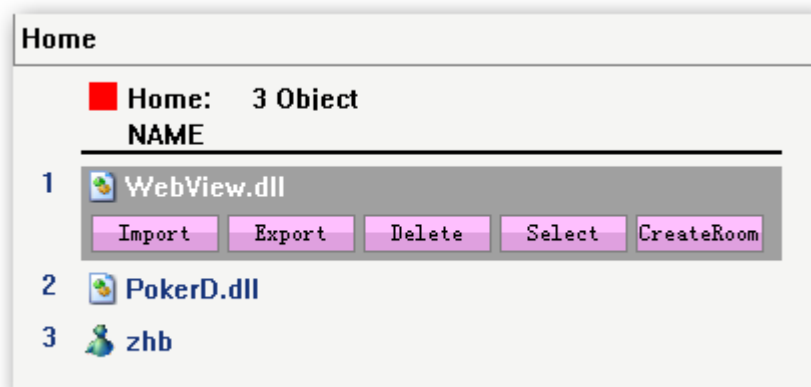 Home
Home: 3 Object
NAME
1 WebView.dll
Import Export Delete Select CreateRoom
2 PokerD.dll
3 zhb